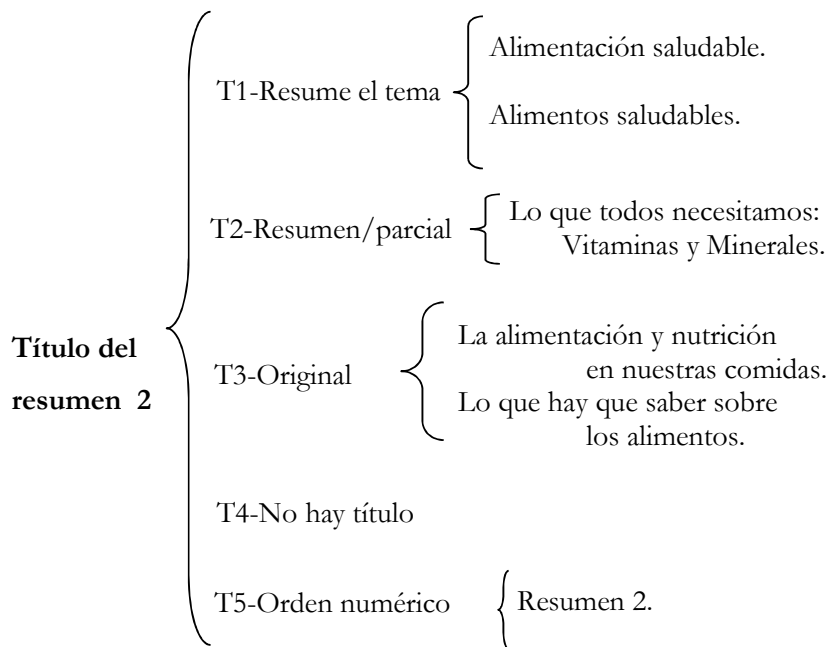 Título del
resumen 2
T1-Resume el tema
Alimentación saludable.
Alimentos saludables.
T2-Resumen/parcial
Lo que todos necesitamos:
Vitaminas y Minerales.
T3-Original
La alimentación y nutrición
en nuestras comidas.
Lo que hay que saber sobre
los alimentos.
T4-No hay título
T5-Orden numérico
Resumen 2.